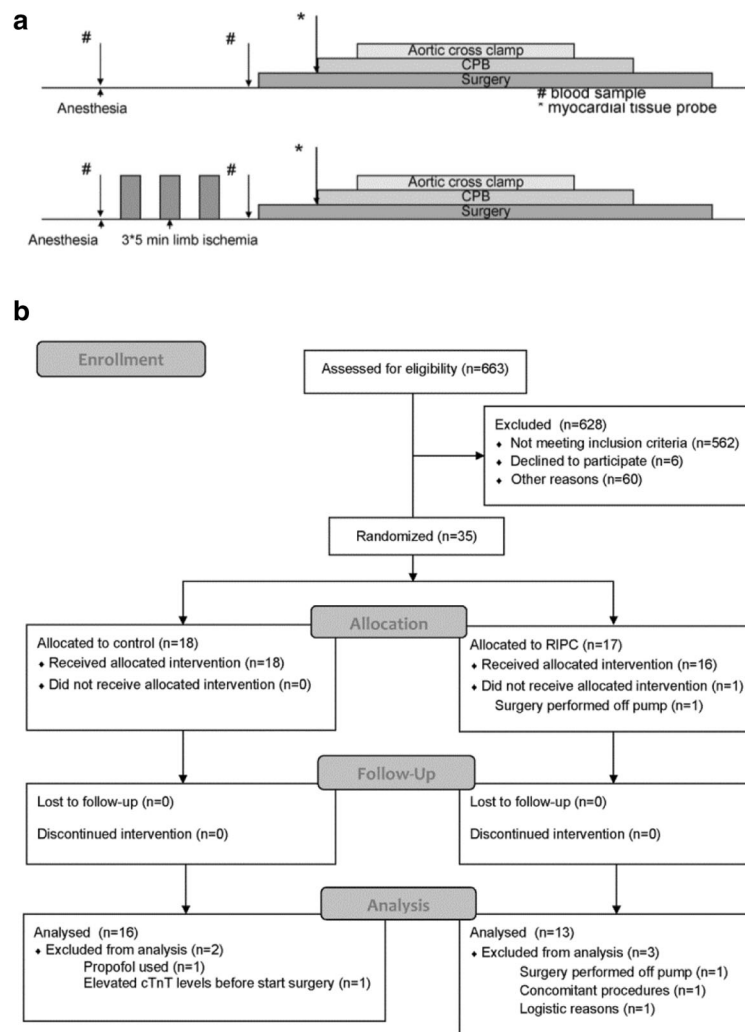 a
# # *
Aortic cross clamp
CPB
Surgery
Anesthesia
# blood sample
* myocardial tissue probe
# # *
Aortic cross clamp
CPB
Surgery
Anesthesia 3*5 min limb ischemia
b
Enrollment
Assessed for eligibility (n=663)
Excluded (n=628)
♦ Not meeting inclusion criteria (n=562)
♦ Declined to participate (n=6)
♦ Other reasons (n=60)
Randomized (n=35)
Allocation
Allocated to control (n=18)
♦ Received allocated intervention (n=18)
♦ Did not receive allocated intervention (n=0)
Allocated to RIPC (n=17)
♦ Received allocated intervention (n=16)
♦ Did not receive allocated intervention (n=1)
Surgery performed off pump (n=1)
Follow-Up
Lost to follow-up (n=0)
Discontinued intervention (n=0)
Lost to follow-up (n=0)
Discontinued intervention (n=0)
Analysis
Analysed (n=16)
♦ Excluded from analysis (n=2)
Propofol used (n=1)
Elevated cTnT levels before start surgery (n=1)
Analysed (n=13)
♦ Excluded from analysis (n=3)
Surgery performed off pump (n=1)
Concomitant procedures (n=1)
Logistic reasons (n=1)